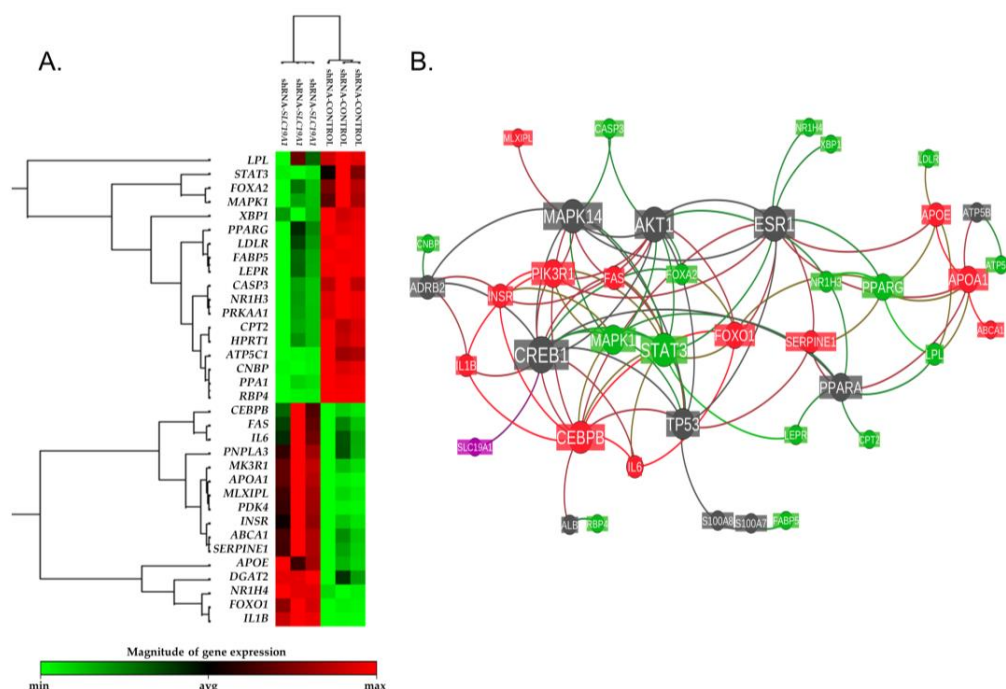 A.
B.
shRNA-SLC19A1
shRNA-SLC19A1
shRNA-SLC19A1
shRNA-CONTROL
shRNA-CONTROL
shRNA-CONTROL
LPL
STAT3
FOXA2
MAPK1
XBP1
PPARG
LDLR
FABP5
LEPR
CASP3
NR1H3
PRKAA1
CPT2
HPRT1
ATP5C1
CNBP
PPA1
RBP4
CEBPB
FAS
IL6
PNPLA3
MK3R1
APOA1
MLXIPL
PDK4
INSR
ABCA1
SERPINE1
APOE
DGAT2
NR1H4
FOXO1
IL1B
Magnitude of gene expression
min avg max
MLXIPL
CASP3
NR1H4
XBP1
LDLR
MAPK14
AKT1
ESR1
APOE
ATP5B
CNBP
ADRB2
PIK3R1
FAS
FOXA2
NR1H3
PPARG
APOA1
ATP5
INSR
MAPK1
STAT3
FOXO1
SERPINE1
ABCA1
CREB1
IL1B
LPL
PPARA
SLC19A1
CEBPB
TP53
LEPR
CPT2
IL6
ALB
RBP4
S100A8
S100A7
FABP5